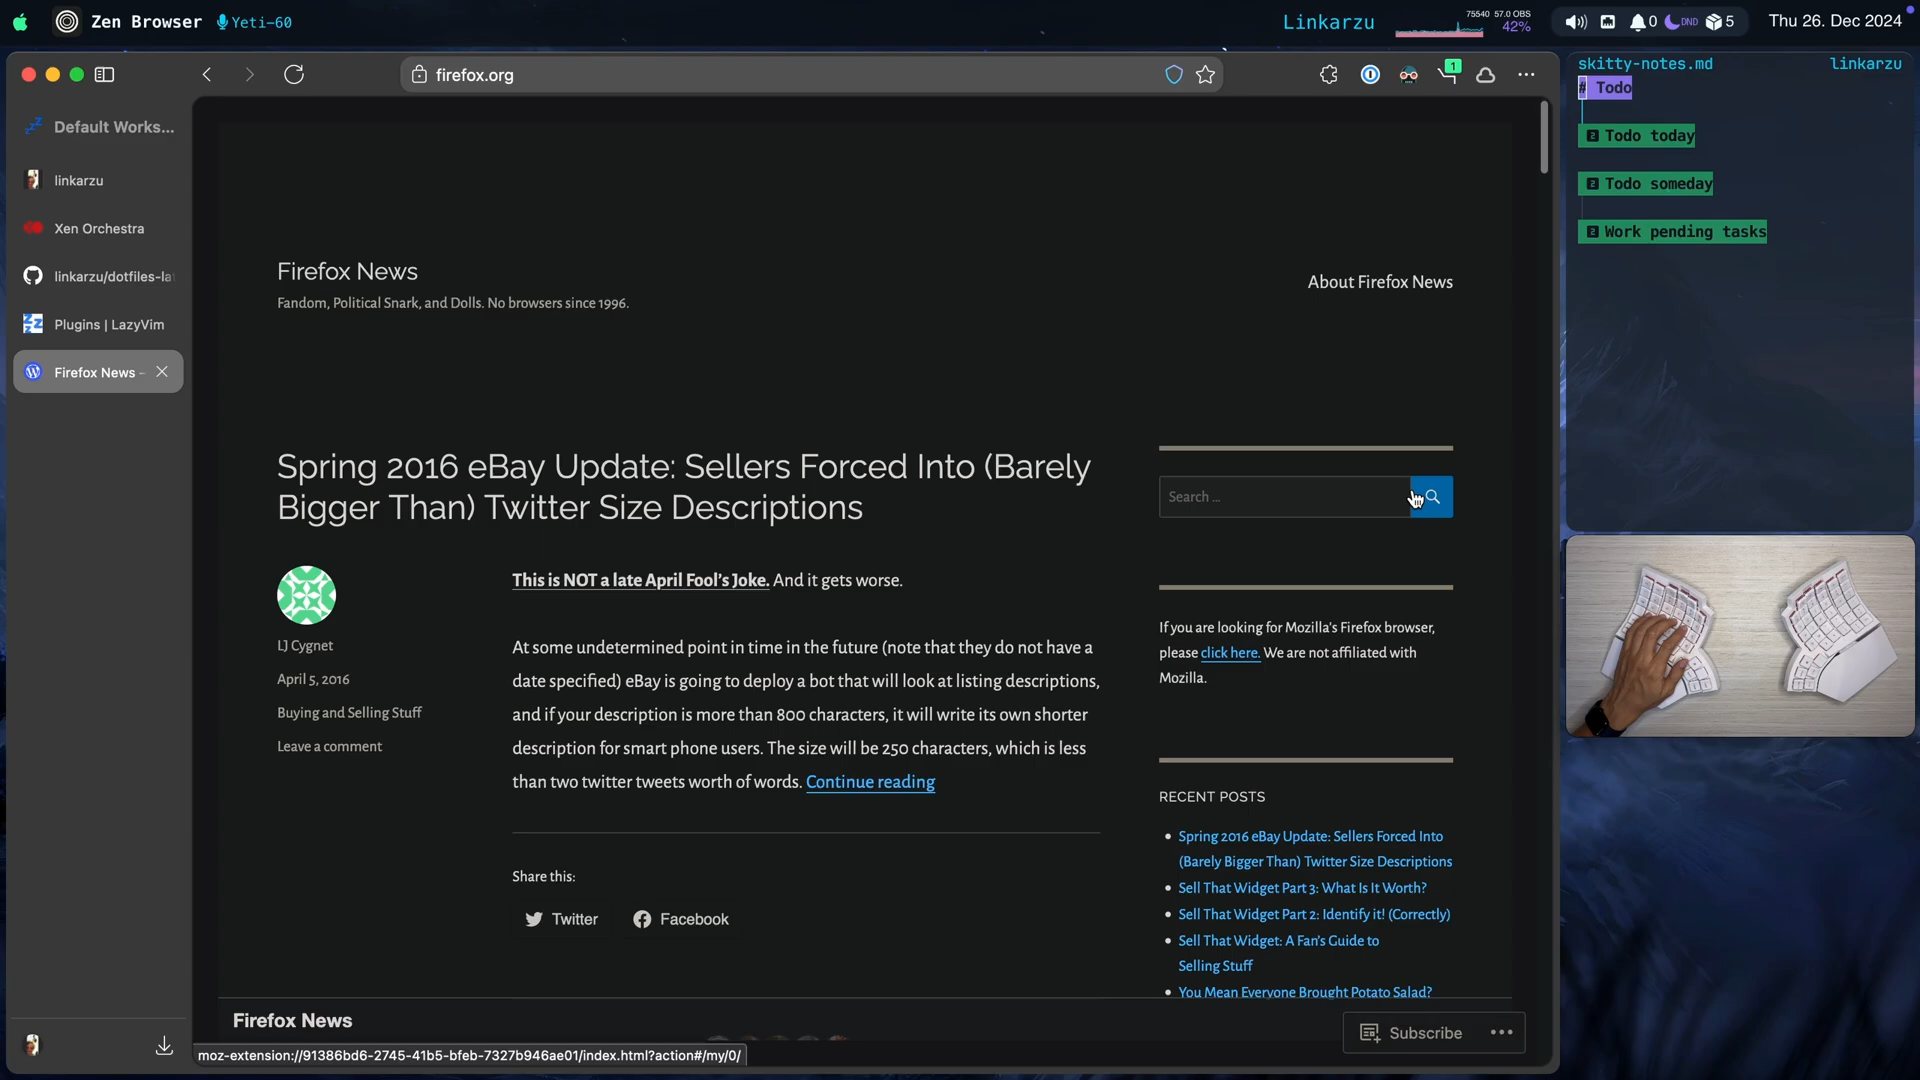 Zen Browser
Yeti-60
Linkarzu
75540 57.0 OBS
42%
0
DND
5
Thu 26. Dec 2024
firefox.org
1
Default Works...
linkarzu
Xen Orchestra
linkarzu/dotfiles-la
Plugins | LazyVim
Firefox News -
Firefox News
Fandom, Political Snark, and Dolls. No browsers since 1996.
About Firefox News
Spring 2016 eBay Update: Sellers Forced Into (Barely
Bigger Than) Twitter Size Descriptions
LJ Cygnet
April 5, 2016
Buying and Selling Stuff
Leave a comment
This is NOT a late April Fool's Joke. And it gets worse.
At some undetermined point in time in the future (note that they do not have a
date specified) eBay is going to deploy a bot that will look at listing descriptions,
and if your description is more than 800 characters, it will write its own shorter
description for smart phone users. The size will be 250 characters, which is less
than two twitter tweets worth of words. Continue reading
Share this:
Twitter
Facebook
Search ...
If you are looking for Mozilla's Firefox browser,
please click here. We are not affiliated with
Mozilla.
RECENT POSTS
Spring 2016 eBay Update: Sellers Forced Into
(Barely Bigger Than) Twitter Size Descriptions
Sell That Widget Part 3: What Is It Worth?
Sell That Widget Part 2: Identify it! (Correctly)
Sell That Widget: A Fan's Guide to
Selling Stuff
You Mean Everyone Brought Potato Salad?
Firefox News
Subscribe
moz-extension://91386bd6-2745-41b5-bfeb-7327b946ae01/index.html?action#/my/0/
skitty-notes.md
linkarzu
# Todo
2 Todo today
2 Todo someday
2 Work pending tasks